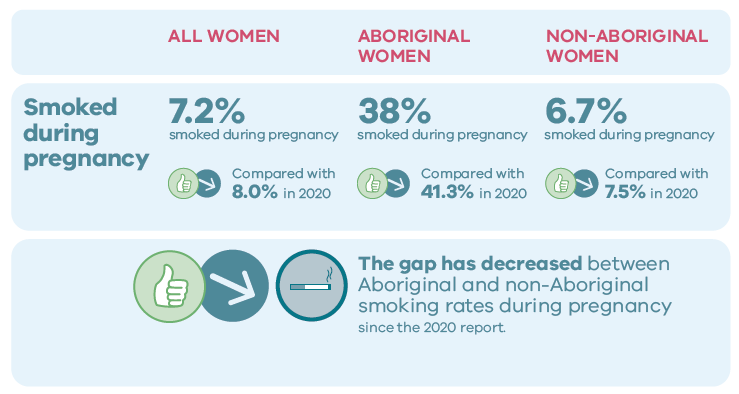 ALL WOMEN
ABORIGINAL
WOMEN
NON-ABORIGINAL
WOMEN
Smoked
during
pregnancy
7.2%
smoked during pregnancy
Compared with
8.0% in 2020
38%
smoked during pregnancy
Compared with
41.3% in 2020
6.7%
smoked during pregnancy
Compared with
7.5% in 2020
The gap has decreased between
Aboriginal and non-Aboriginal
smoking rates during pregnancy
since the 2020 report.